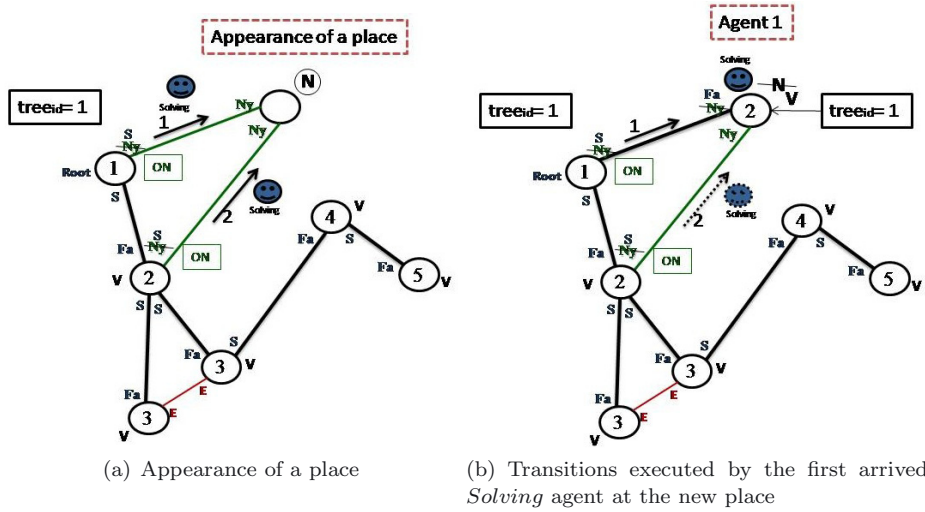 Appearance of a place
N
Solving
tree_id= 1
Ny
Ny
1
S
Ny
ON
Root
1
S
Solving
2
S
Ny
ON
Fa
2
V
S S
4
V
Fa
S
Fa
5
V
S
Fa
3
V
E
Fa
E
3
V
(a) Appearance of a place
Agent 1
Solving
N
V
Fa
Ny
2
tree_id= 1
tree_id= 1
1
Ny
S
Ny
ON
Root
1
S
Solving
2
S
Ny
ON
Fa
2
V
S S
4
V
Fa
S
Fa
5
V
S
Fa
3
V
E
Fa
E
3
V
(b) Transitions executed by the first arrived
Solving agent at the new place